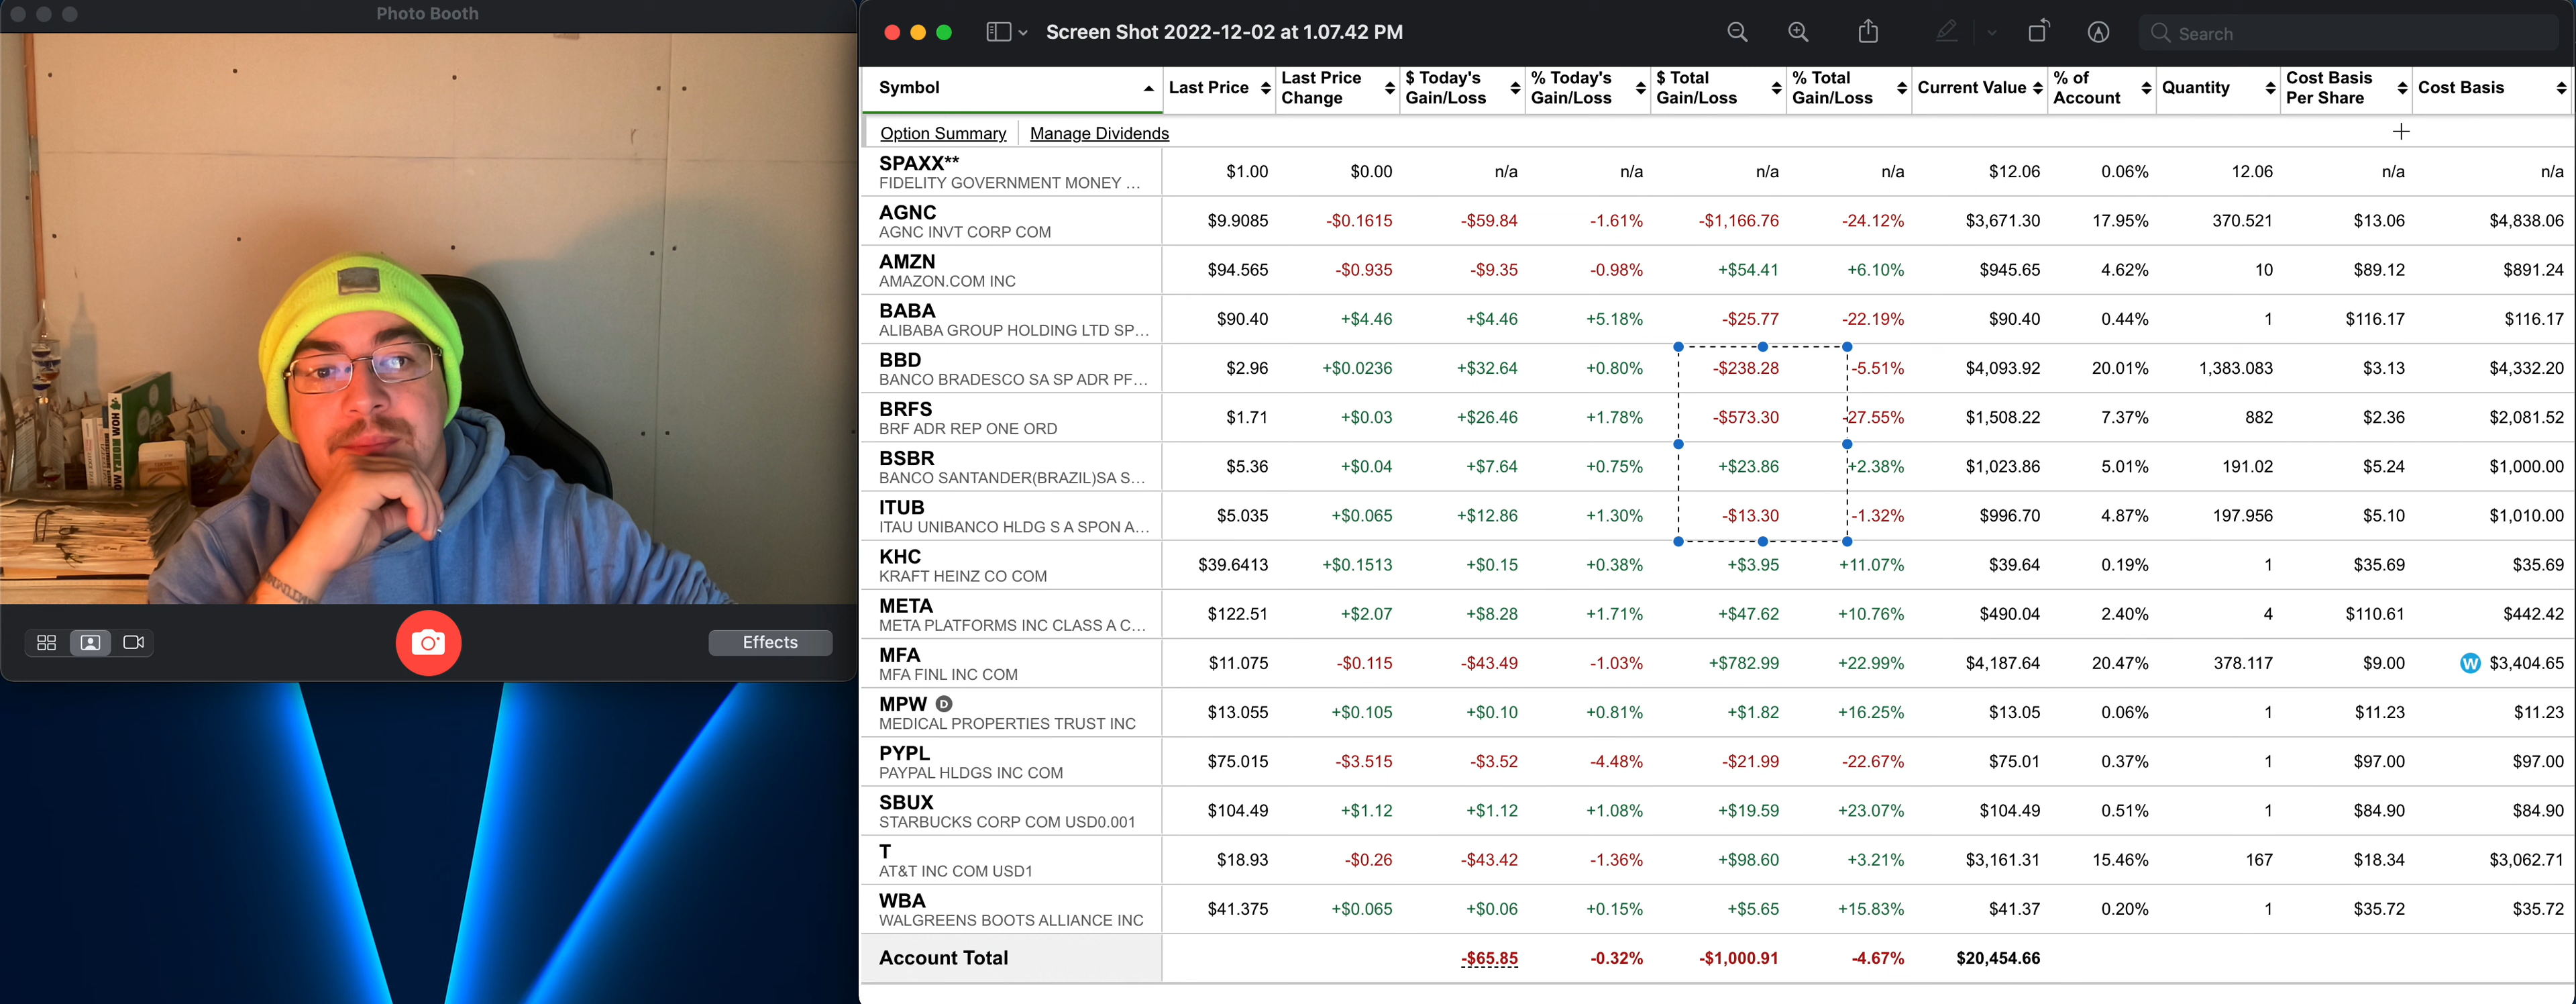 Photo Booth
HOW MONEY
Effects
Screen Shot 2022-12-02 at 1.07.42 PM
Search
Symbol Last Price Last Price Change $ Today's Gain/Loss % Today's Gain/Loss $ Total Gain/Loss % Total Gain/Loss Current Value % of Account Quantity Cost Basis Per Share Cost Basis
Option Summary Manage Dividends
SPAXX** $1.00 $0.00 n/a n/a n/a n/a $12.06 0.06% 12.06 n/a n/a
FIDELITY GOVERNMENT MONEY …
AGNC $9.9085 -$0.1615 -$59.84 -1.61% -$1,166.76 -24.12% $3,671.30 17.95% 370.521 $13.06 $4,838.06
AGNC INVT CORP COM
AMZN $94.565 -$0.935 -$9.35 -0.98% +$54.41 +6.10% $945.65 4.62% 10 $89.12 $891.24
AMAZON.COM INC
BABA $90.40 +$4.46 +$4.46 +5.18% -$25.77 -22.19% $90.40 0.44% 1 $116.17 $116.17
ALIBABA GROUP HOLDING LTD SP…
BBD $2.96 +$0.0236 +$32.64 +0.80% -$238.28 -5.51% $4,093.92 20.01% 1,383.083 $3.13 $4,332.20
BANCO BRADESCO SA SP ADR PF…
BRFS $1.71 +$0.03 +$26.46 +1.78% -$573.30 -27.55% $1,508.22 7.37% 882 $2.36 $2,081.52
BRF ADR REP ONE ORD
BSBR $5.36 +$0.04 +$7.64 +0.75% +$23.86 +2.38% $1,023.86 5.01% 191.02 $5.24 $1,000.00
BANCO SANTANDER(BRAZIL)SA S…
ITUB $5.035 +$0.065 +$12.86 +1.30% -$13.30 -1.32% $996.70 4.87% 197.956 $5.10 $1,010.00
ITAU UNIBANCO HLDG S A SPON A…
KHC $39.6413 +$0.1513 +$0.15 +0.38% +$3.95 +11.07% $39.64 0.19% 1 $35.69 $35.69
KRAFT HEINZ CO COM
META $122.51 +$2.07 +$8.28 +1.71% +$47.62 +10.76% $490.04 2.40% 4 $110.61 $442.42
META PLATFORMS INC CLASS A C…
MFA $11.075 -$0.115 -$43.49 -1.03% +$782.99 +22.99% $4,187.64 20.47% 378.117 $9.00 W $3,404.65
MFA FINL INC COM
MPW D $13.055 +$0.105 +$0.10 +0.81% +$1.82 +16.25% $13.05 0.06% 1 $11.23 $11.23
MEDICAL PROPERTIES TRUST INC
PYPL $75.015 -$3.515 -$3.52 -4.48% -$21.99 -22.67% $75.01 0.37% 1 $97.00 $97.00
PAYPAL HLDGS INC COM
SBUX $104.49 +$1.12 +$1.12 +1.08% +$19.59 +23.07% $104.49 0.51% 1 $84.90 $84.90
STARBUCKS CORP COM USD0.001
T $18.93 -$0.26 -$43.42 -1.36% +$98.60 +3.21% $3,161.31 15.46% 167 $18.34 $3,062.71
AT&T INC COM USD1
WBA $41.375 +$0.065 +$0.06 +0.15% +$5.65 +15.83% $41.37 0.20% 1 $35.72 $35.72
WALGREENS BOOTS ALLIANCE INC
Account Total -$65.85 -0.32% -$1,000.91 -4.67% $20,454.66